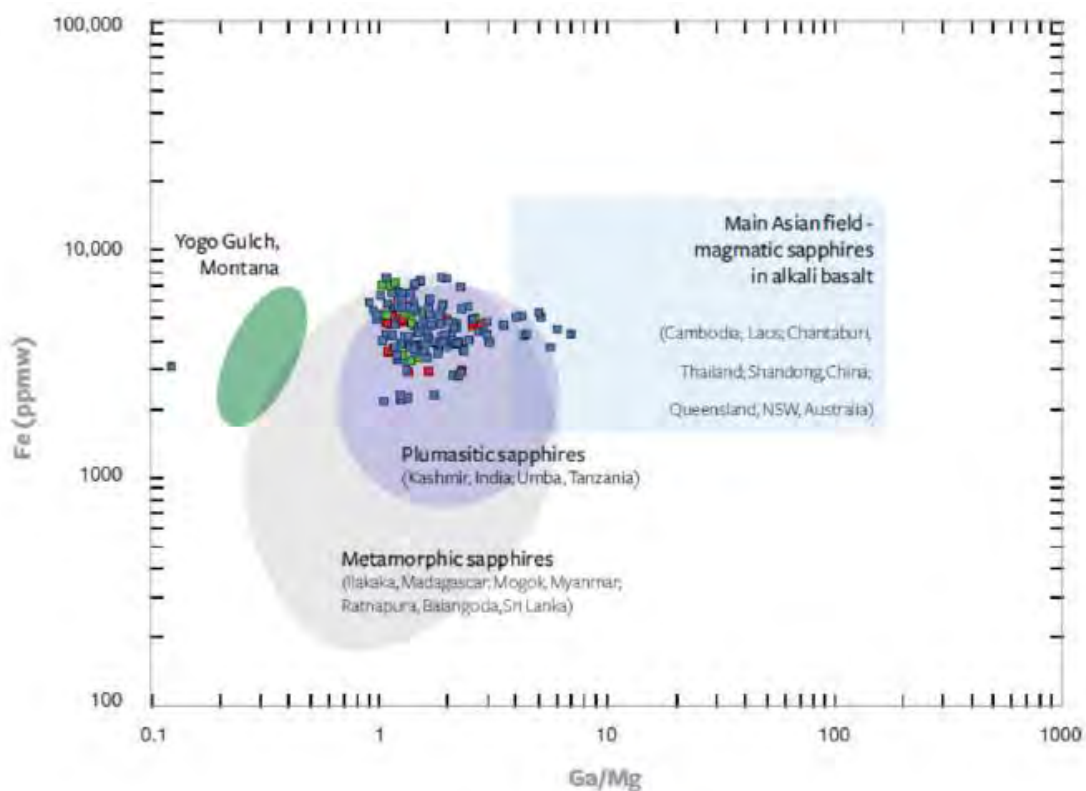 100,000
10,000
1000
100
Fe (ppmw)
Yogo Gulch,
Montana
Main Asian field -
magmatic sapphires
in alkali basalt
(Cambodia; Laos; Chantaburi,
Thailand; Shandong, China;
Queensland, NSW, Australia)
Plumasitic sapphires
(Kashmir, India; Umba, Tanzania)
Metamorphic sapphires
(Ilakaka, Madagascar; Mogok, Myanmar;
Ratnapura, Balangoda, Sri Lanka)
0.1 1 10 100 1000
Ga/Mg